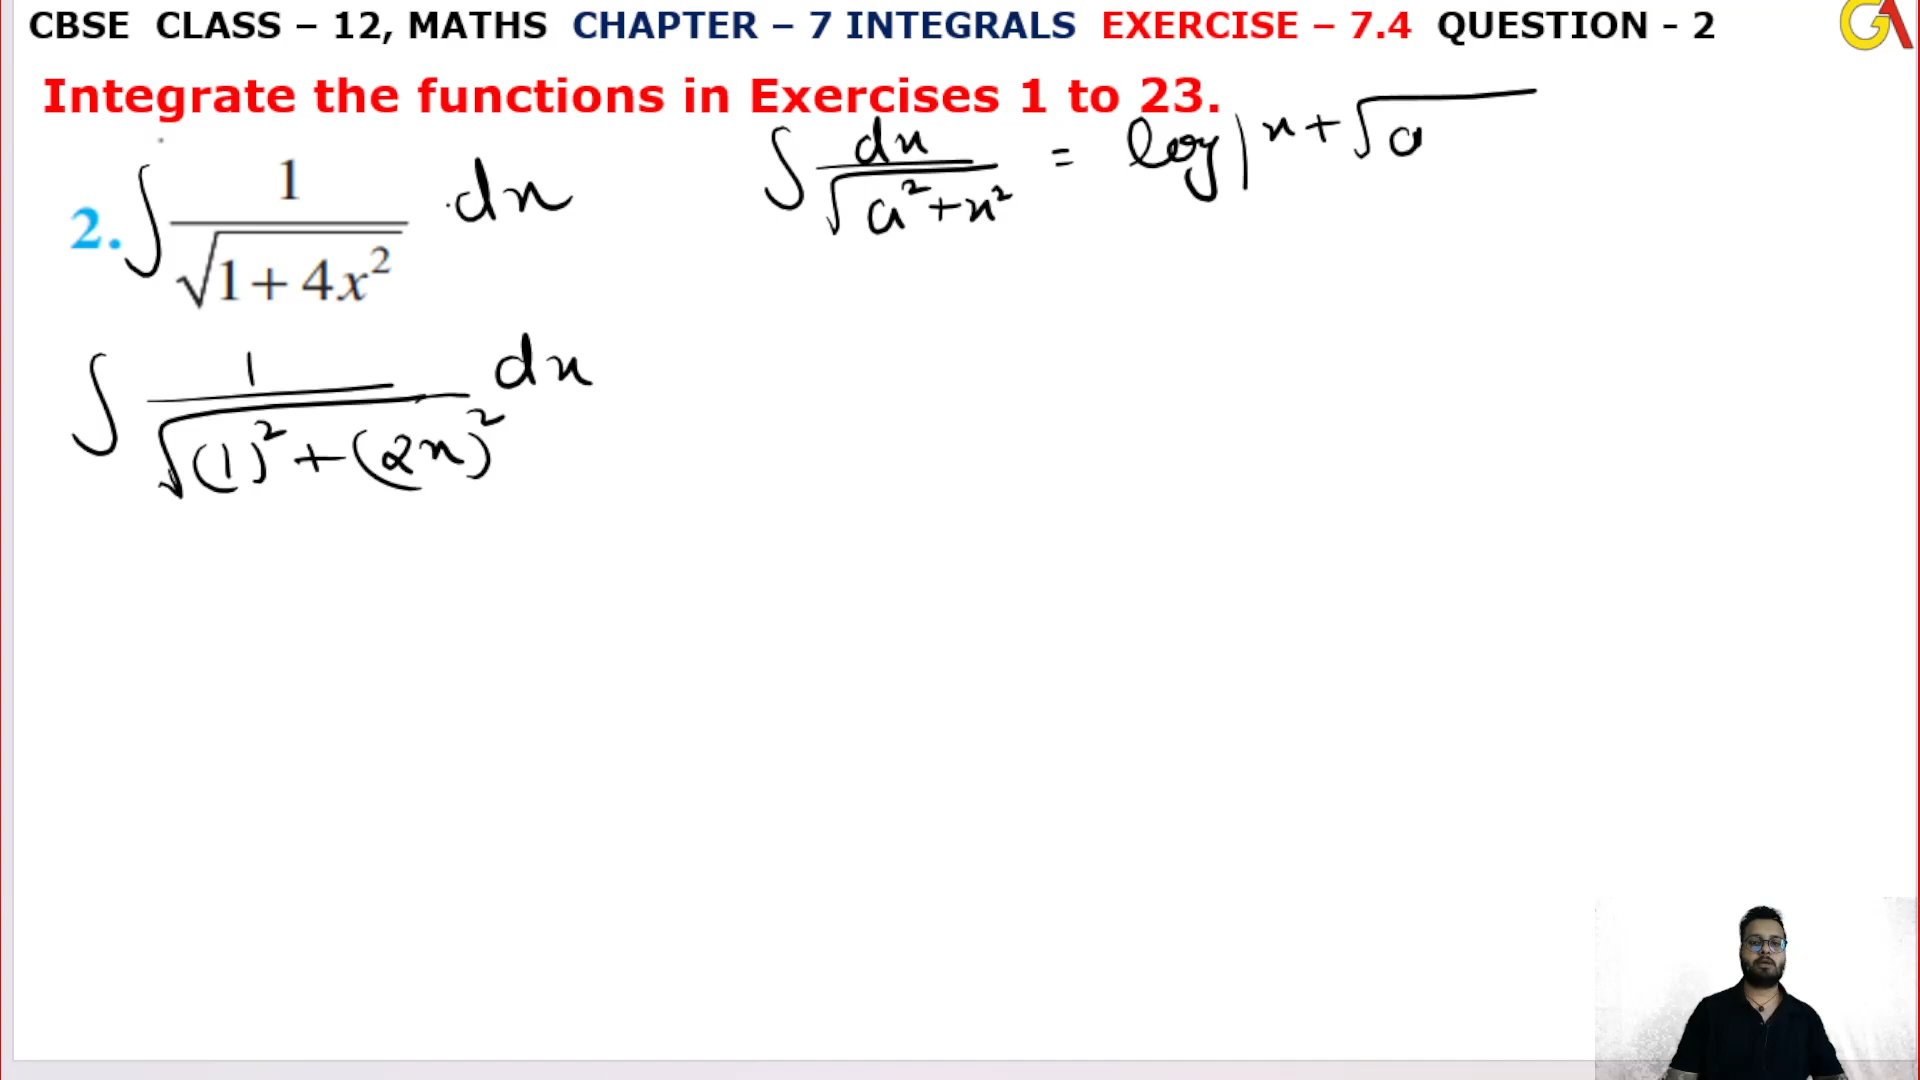 CBSE CLASS – 12, MATHS CHAPTER – 7 INTEGRALS EXERCISE – 7.4 QUESTION - 2
GA
Integrate the functions in Exercises 1 to 23.
2. ∫ 1/√(1 + 4x²) dx
∫ dx/√(a² + x²) = log |x + √a
∫ 1/√((1)² + (2x)²) dx